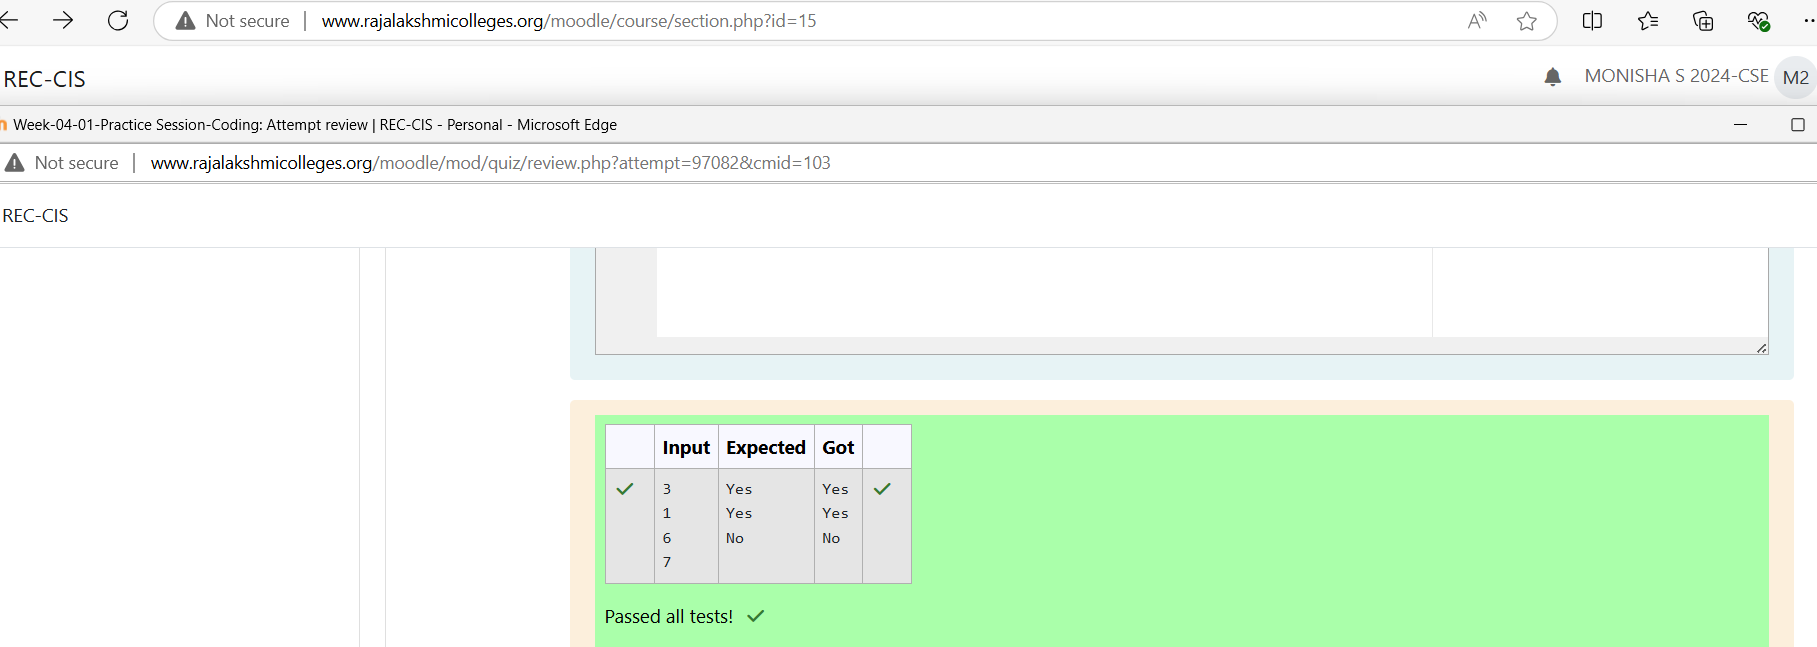 Not secure | www.rajalakshmicolleges.org/moodle/course/section.php?id=15
REC-CIS
MONISHA S 2024-CSE M2
Week-04-01-Practice Session-Coding: Attempt review | REC-CIS - Personal - Microsoft Edge
Not secure | www.rajalakshmicolleges.org/moodle/mod/quiz/review.php?attempt=97082&cmid=103
REC-CIS
Input Expected Got
3 Yes Yes
1 Yes Yes
6 No No
7
Passed all tests!